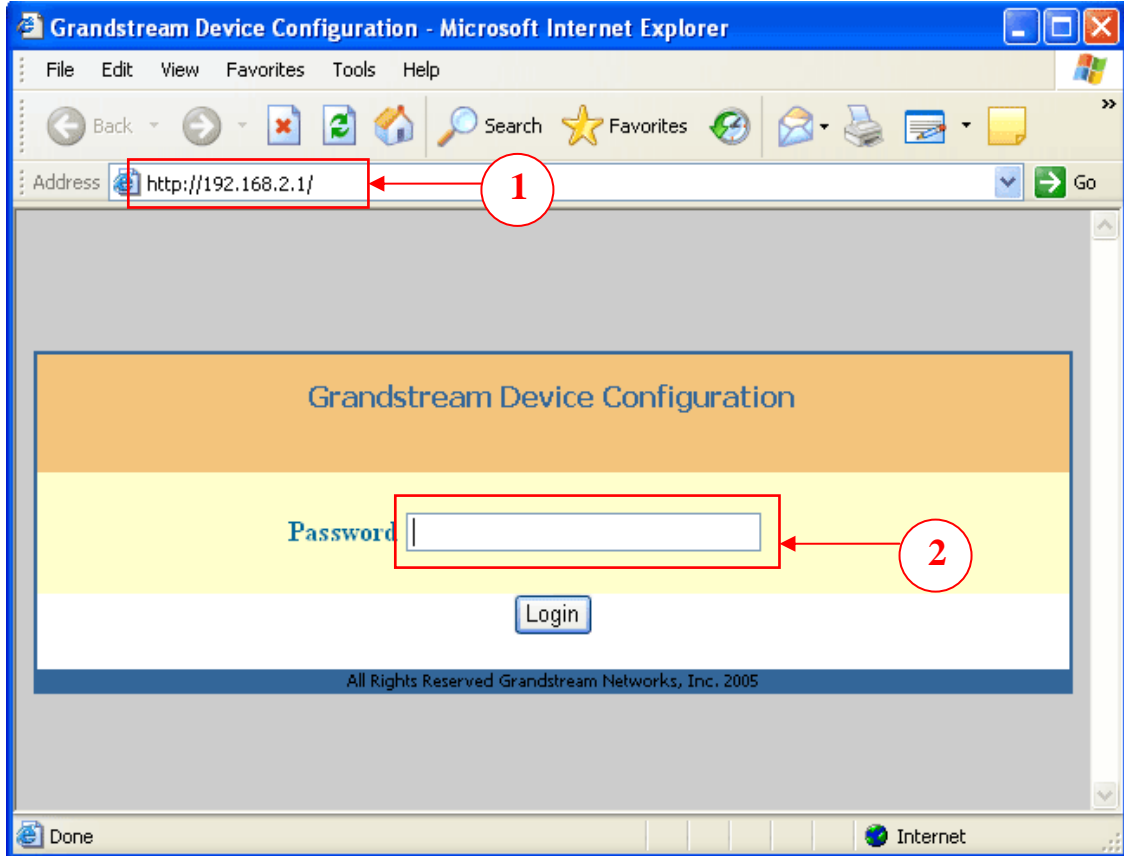 Grandstream Device Configuration - Microsoft Internet Explorer
File Edit View Favorites Tools Help
Back Search Favorites »
Address http://192.168.2.1/ Go
1
Grandstream Device Configuration
Password
2
Login
All Rights Reserved Grandstream Networks, Inc. 2005
Done Internet